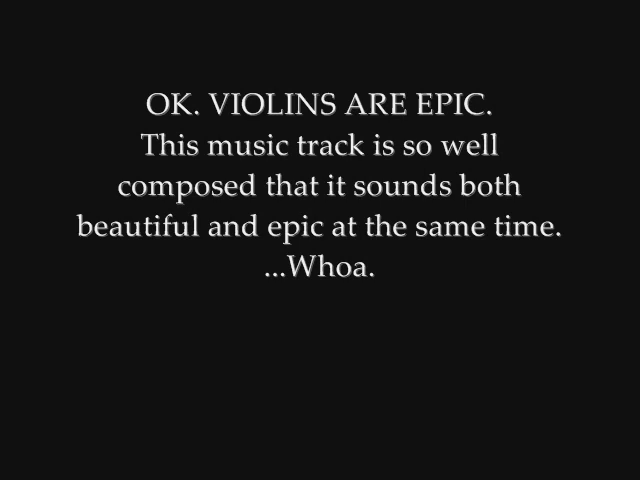 OK. VIOLINS ARE EPIC.
This music track is so well
composed that it sounds both
beautiful and epic at the same time.
...Whoa.